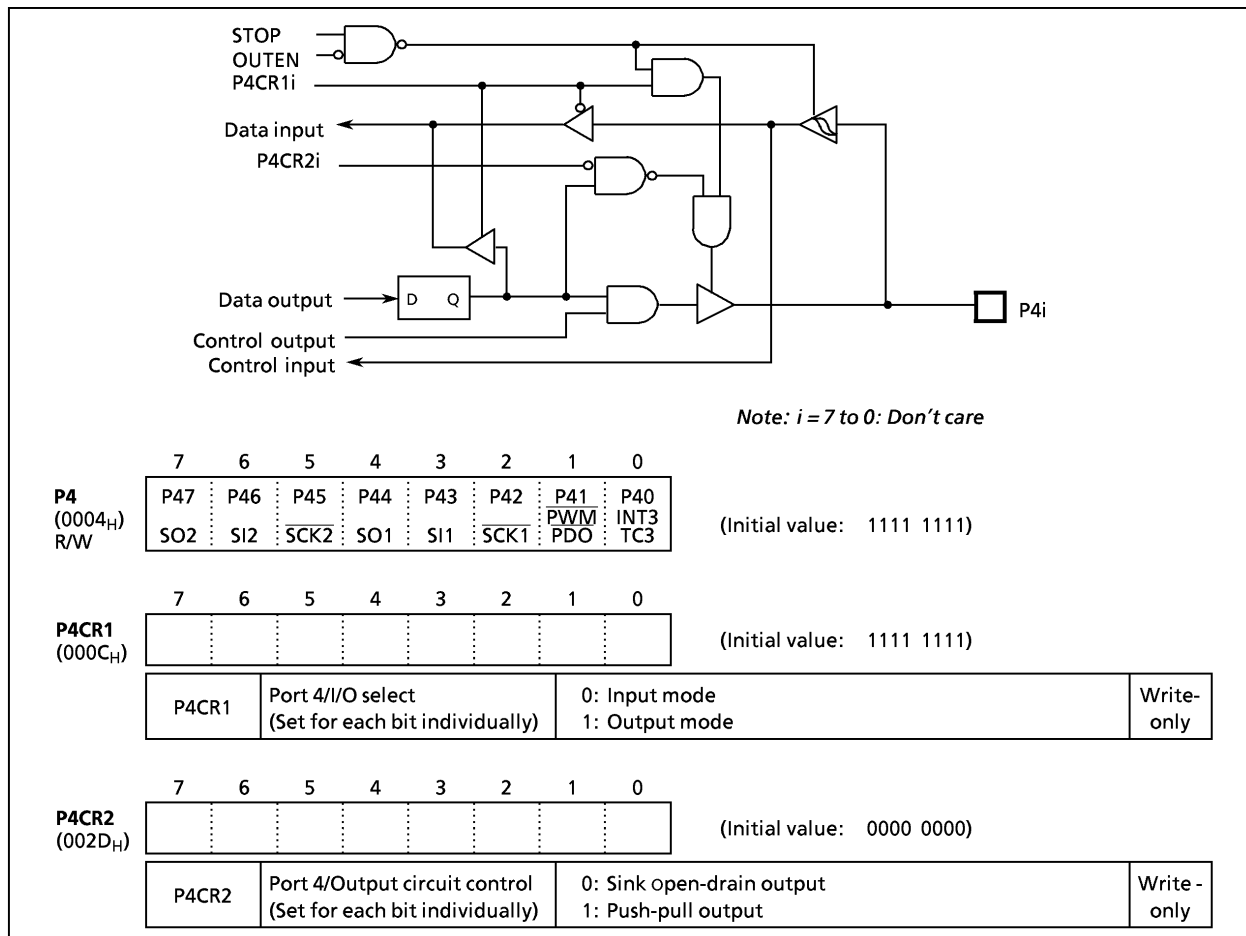 STOP
OUTEN
P4CR1i
Data input
P4CR2i
Data output
D Q
Control output
Control input
P4i
Note: i = 7 to 0: Don't care
7 6 5 4 3 2 1 0
P4 (0004H) R/W
P47 P46 P45 P44 P43 P42 P41 P40
PWM INT3
SO2 SI2 SCK2 SO1 SI1 SCK1 PDO TC3
(Initial value: 1111 1111)
7 6 5 4 3 2 1 0
P4CR1
(000CH)
(Initial value: 1111 1111)
P4CR1
Port 4/I/O select
(Set for each bit individually)
0: Input mode
1: Output mode
Write-
only
7 6 5 4 3 2 1 0
P4CR2
(002DH)
(Initial value: 0000 0000)
P4CR2
Port 4/Output circuit control
(Set for each bit individually)
0: Sink open-drain output
1: Push-pull output
Write -
only